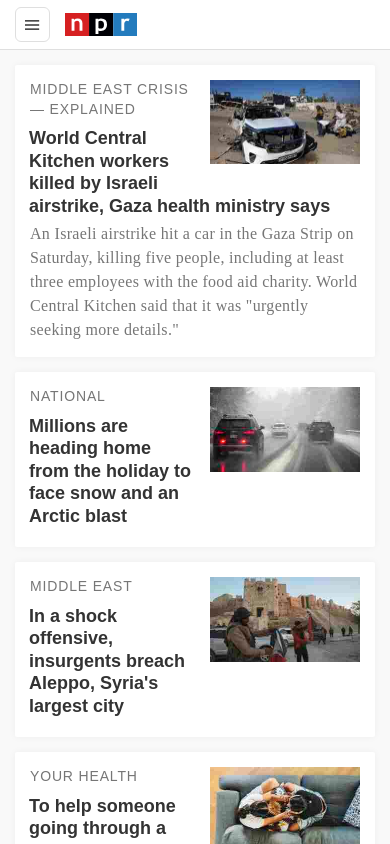 npr
MIDDLE EAST CRISIS
— EXPLAINED
World Central
Kitchen workers
killed by Israeli
airstrike, Gaza health ministry says
An Israeli airstrike hit a car in the Gaza Strip on
Saturday, killing five people, including at least
three employees with the food aid charity. World
Central Kitchen said that it was "urgently
seeking more details."
NATIONAL
Millions are
heading home
from the holiday to
face snow and an
Arctic blast
MIDDLE EAST
In a shock
offensive,
insurgents breach
Aleppo, Syria's
largest city
YOUR HEALTH
To help someone
going through a